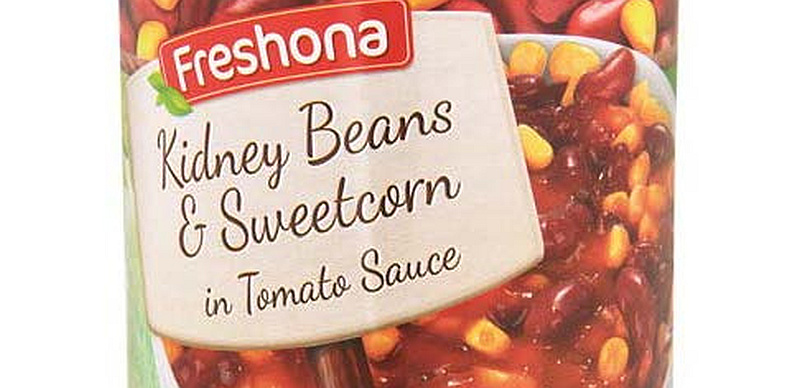 Freshona
Kidney Beans
& Sweetcorn
in Tomato Sauce